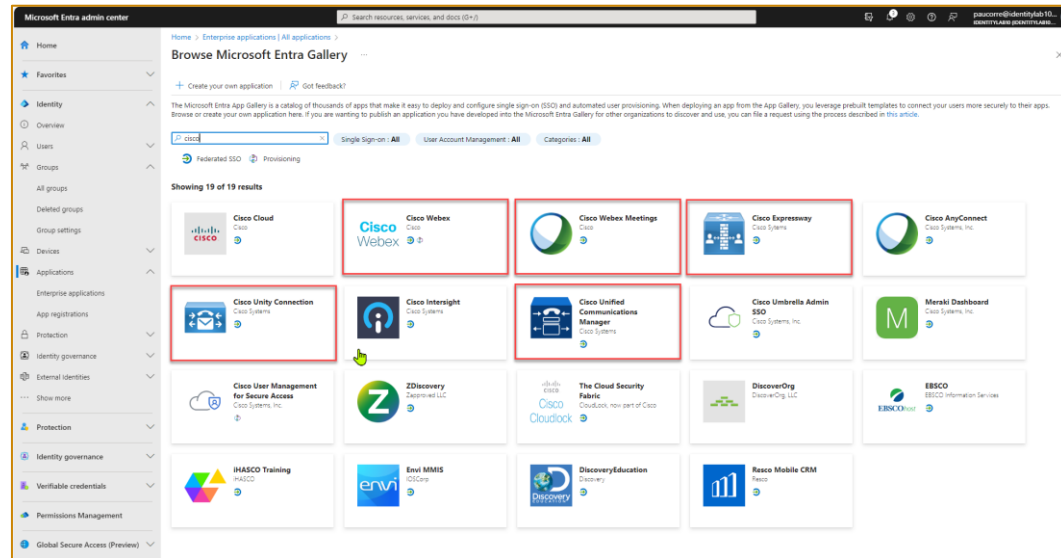 Microsoft Entra admin center
Search resources, services, and docs (G+/)
paucorre@identitylab10...
Home
Favorites
Identity
Overview
Users
Groups
All groups
Deleted groups
Group settings
Devices
Applications
Enterprise applications
App registrations
Protection
Identity governance
External Identities
Show more
Protection
Identity governance
Verifiable credentials
Permissions Management
Global Secure Access (Preview)
Home > Enterprise applications | All applications >
Browse Microsoft Entra Gallery ...
+ Create your own application | Got feedback?
The Microsoft Entra App Gallery is a catalog of thousands of apps that make it easy to deploy and configure single sign-on (SSO) and automated user provisioning. When deploying an app from the App Gallery, you leverage prebuilt templates to connect your users more securely to their apps.
Browse or create your own application here. If you are wanting to publish an application you have developed into the Microsoft Entra Gallery for other organizations to discover and use, you can file a request using the process described in this article.
cisco
Single Sign-on : All
User Account Management : All
Categories : All
Federated SSO
Provisioning
Showing 19 of 19 results
CISCO
Cisco Cloud
Cisco
Cisco
Webex
Cisco Webex
Cisco
Cisco Webex Meetings
Cisco
Cisco Expressway
Cisco Sytems
Cisco AnyConnect
Cisco Systems, Inc.
Cisco Unity Connection
Cisco Systems
Cisco Intersight
Cisco Systems
Cisco Unified
Communications
Manager
Cisco Systems
Cisco Umbrella Admin
SSO
Cisco Systems, Inc.
M
Meraki Dashboard
Cisco Systems, Inc.
Cisco User Management
for Secure Access
Cisco Systems, Inc.
Z
ZDiscovery
Zapproved LLC
CISCO
Cisco
Cloudlock
The Cloud Security
Fabric
CloudLock, now part of Cisco
DiscoverOrg
DiscoverOrg, LLC
EBSCOhost
EBSCO
EBSCO Information Services
iHASCO Training
iHASCO
envi
Envi MMIS
IOSCorp
Discovery
EDUCATION
DiscoveryEducation
Discovery
Resco Mobile CRM
Resco